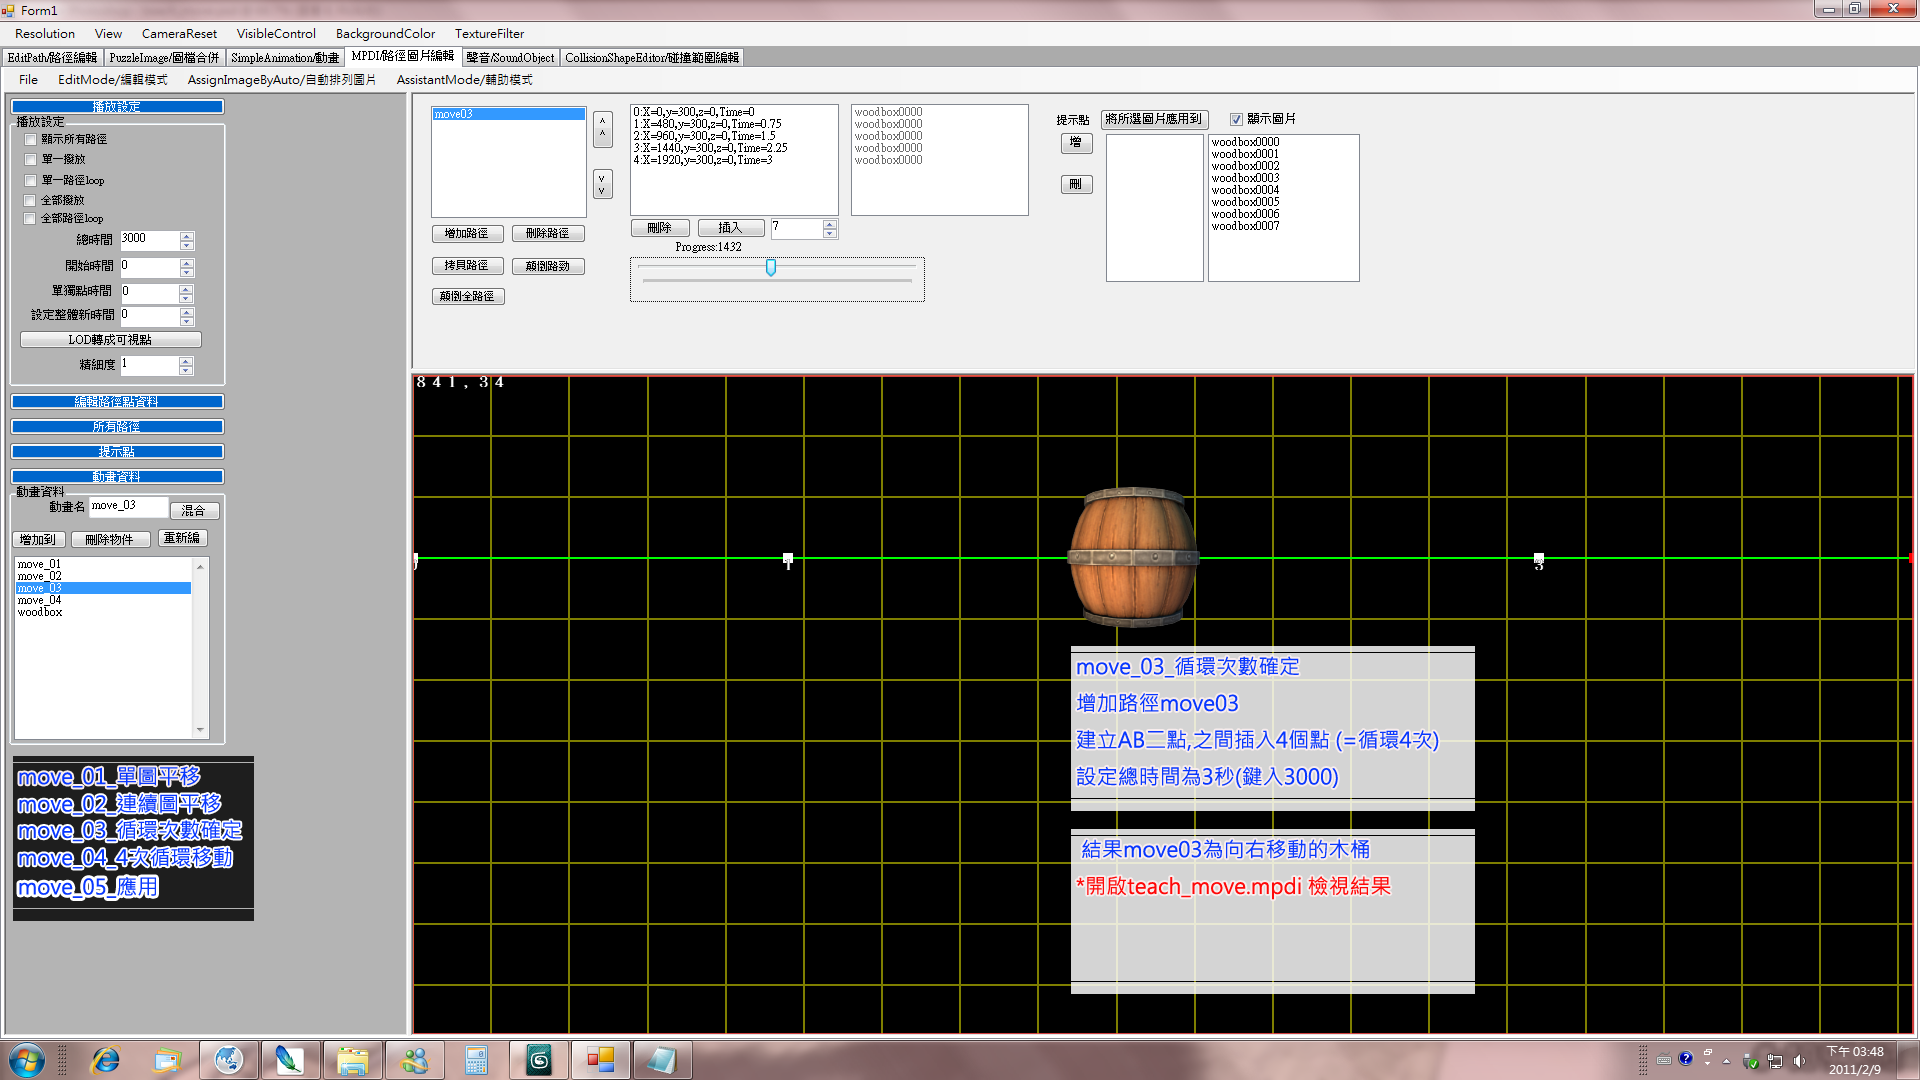 Form1
Resolution View CameraReset VisibleControl BackgroundColor TextureFilter
EditPath/路徑編輯 PuzzleImage/圖檔合併 SimpleAnimation/動畫 MPDI/路徑圖片編輯 聲音/SoundObject CollisionShapeEditor/碰撞範圍編輯
File EditMode/編輯模式 AssignImageByAuto/自動排列圖片 AssistantMode/輔助模式
播放設定
播放設定
顯示所有路徑
單一撥放
單一路徑loop
全部撥放
全部路徑loop
總時間 3000
開始時間 0
單獨點時間 0
設定整體新時間 0
LOD轉成可視點
精細度 1
編輯路徑點資料
所有路徑
提示點
動畫資料
動畫資料
動畫名 move_03 混合
增加到 刪除物件 重新編
move_01
move_02
move_03
move_04
woodbox
move_01_單圖平移
move_02_連續圖平移
move_03_循環次數確定
move_04_4次循環移動
move_05_應用
move03
增加路徑 刪除路徑
拷貝路徑 顛倒路勁
顛倒全路徑
0:X=0,y=300,z=0,Time=0
1:X=480,y=300,z=0,Time=0.75
2:X=960,y=300,z=0,Time=1.5
3:X=1440,y=300,z=0,Time=2.25
4:X=1920,y=300,z=0,Time=3
刪除 插入 7
Progress:1432
woodbox0000
woodbox0000
woodbox0000
woodbox0000
woodbox0000
提示點 將所選圖片應用到 顯示圖片
增
刪
woodbox0000
woodbox0001
woodbox0002
woodbox0003
woodbox0004
woodbox0005
woodbox0006
woodbox0007
841,34
1
3
move_03_循環次數確定
增加路徑move03
建立AB二點,之間插入4個點 (=循環4次)
設定總時間為3秒(鍵入3000)
結果move03為向右移動的木桶
*開啟teach_move.mpdi 檢視結果
下午 03:48
2011/2/9